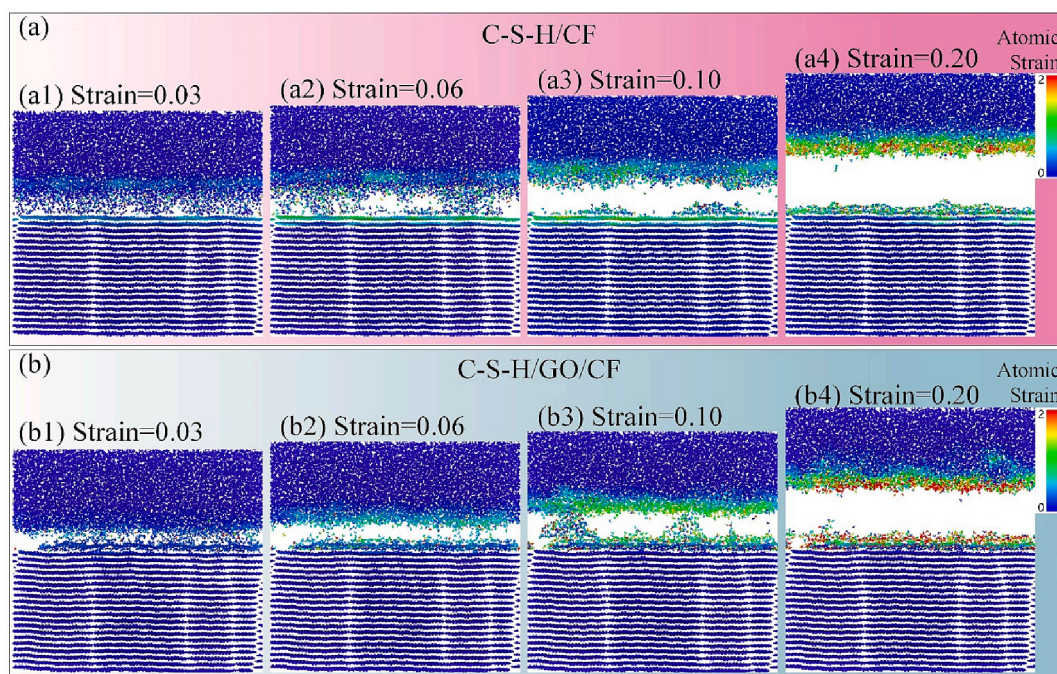 (a)
C-S-H/CF
Atomic
Strain
(a1) Strain=0.03
(a2) Strain=0.06
(a3) Strain=0.10
(a4) Strain=0.20
2
0
(b)
C-S-H/GO/CF
Atomic
Strain
(b1) Strain=0.03
(b2) Strain=0.06
(b3) Strain=0.10
(b4) Strain=0.20
2
0